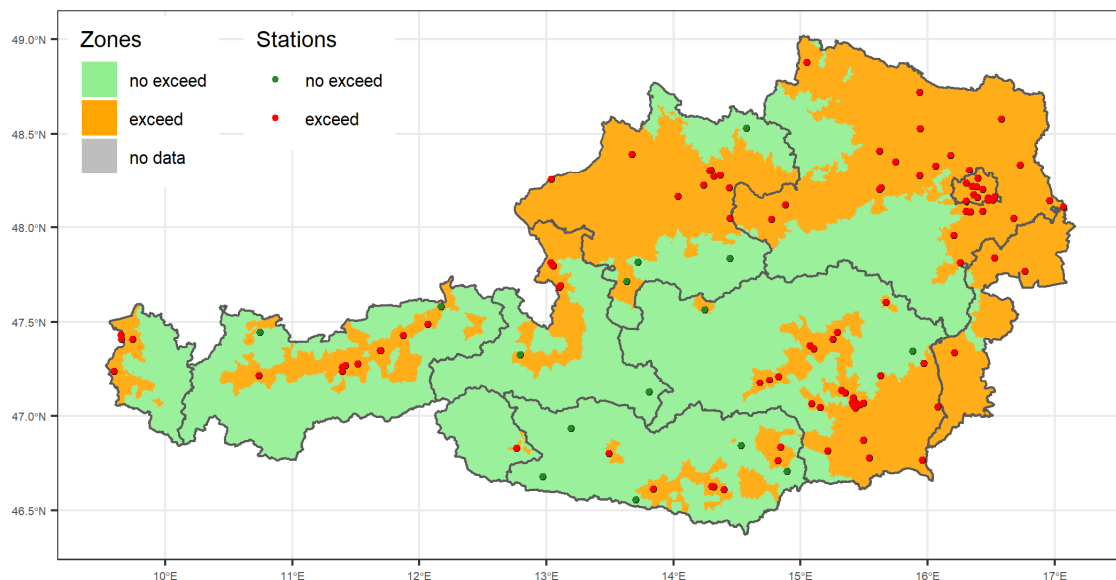 Zones
no exceed
exceed
no data
Stations
no exceed
exceed
49.0°N
48.5°N
48.0°N
47.5°N
47.0°N
46.5°N
10°E 11°E 12°E 13°E 14°E 15°E 16°E 17°E